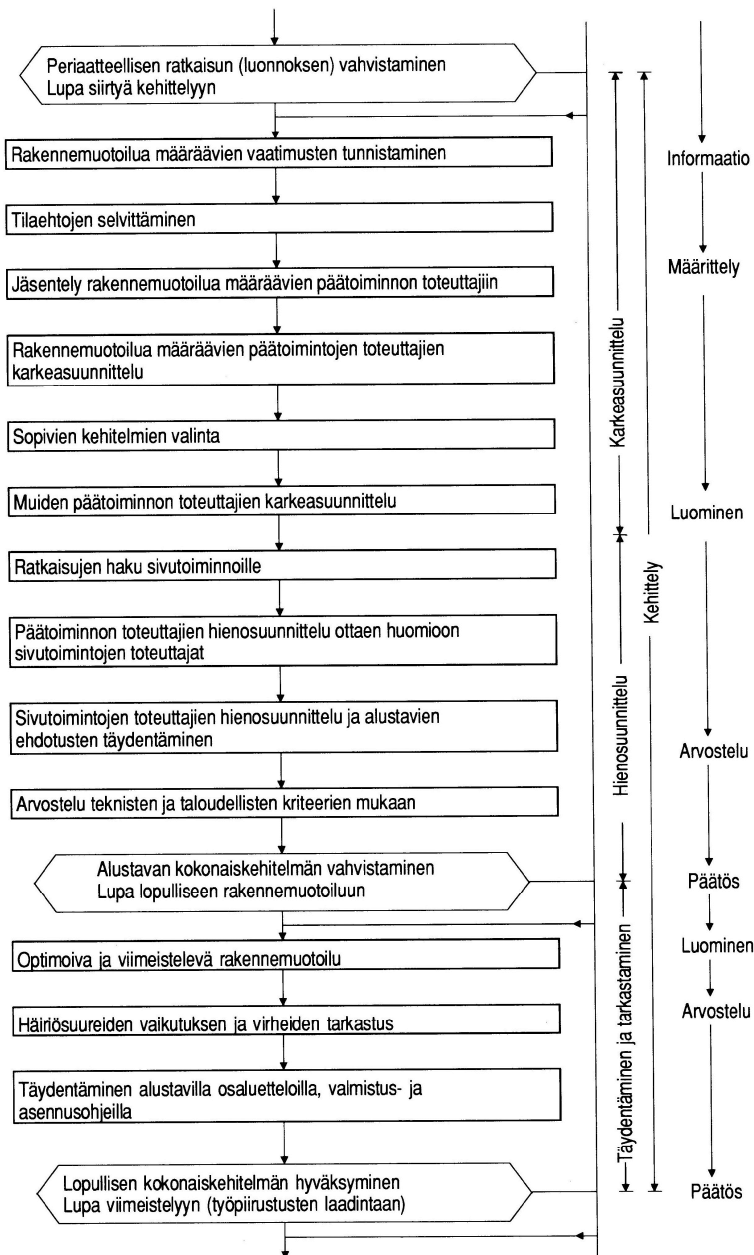 Periaatteellisen ratkaisun (luonnoksen) vahvistaminen
Lupa siirtyä kehittelyyn
Rakennemuotoilua määräävien vaatimusten tunnistaminen
Tilaehtojen selvittäminen
Jäsentely rakennemuotoilua määräävien päätoiminnon toteuttajiin
Rakennemuotoilua määräävien päätoimintojen toteuttajien
karkeasuunnittelu
Sopivien kehitelmien valinta
Muiden päätoiminnon toteuttajien karkeasuunnittelu
Ratkaisujen haku sivutoiminnoille
Päätoiminnon toteuttajien hienosuunnittelu ottaen huomioon
sivutoimintojen toteuttajat
Sivutoimintojen toteuttajien hienosuunnittelu ja alustavien
ehdotusten täydentäminen
Arvostelu teknisten ja taloudellisten kriteerien mukaan
Alustavan kokonaiskehitelmän vahvistaminen
Lupa lopulliseen rakennemuotoiluun
Optimoiva ja viimeistelevä rakennemuotoilu
Häiriösuureiden vaikutuksen ja virheiden tarkastus
Täydentäminen alustavilla osaluetteloilla, valmistus- ja
asennusohjeilla
Lopullisen kokonaiskehitelmän hyväksyminen
Lupa viimeistelyyn (työpiirustusten laadintaan)
Karkeasuunnittelu
Hienosuunnittelu
Täydentäminen ja tarkastaminen
Kehittely
Informaatio
Määrittely
Luominen
Arvostelu
Päätös
Luominen
Arvostelu
Päätös